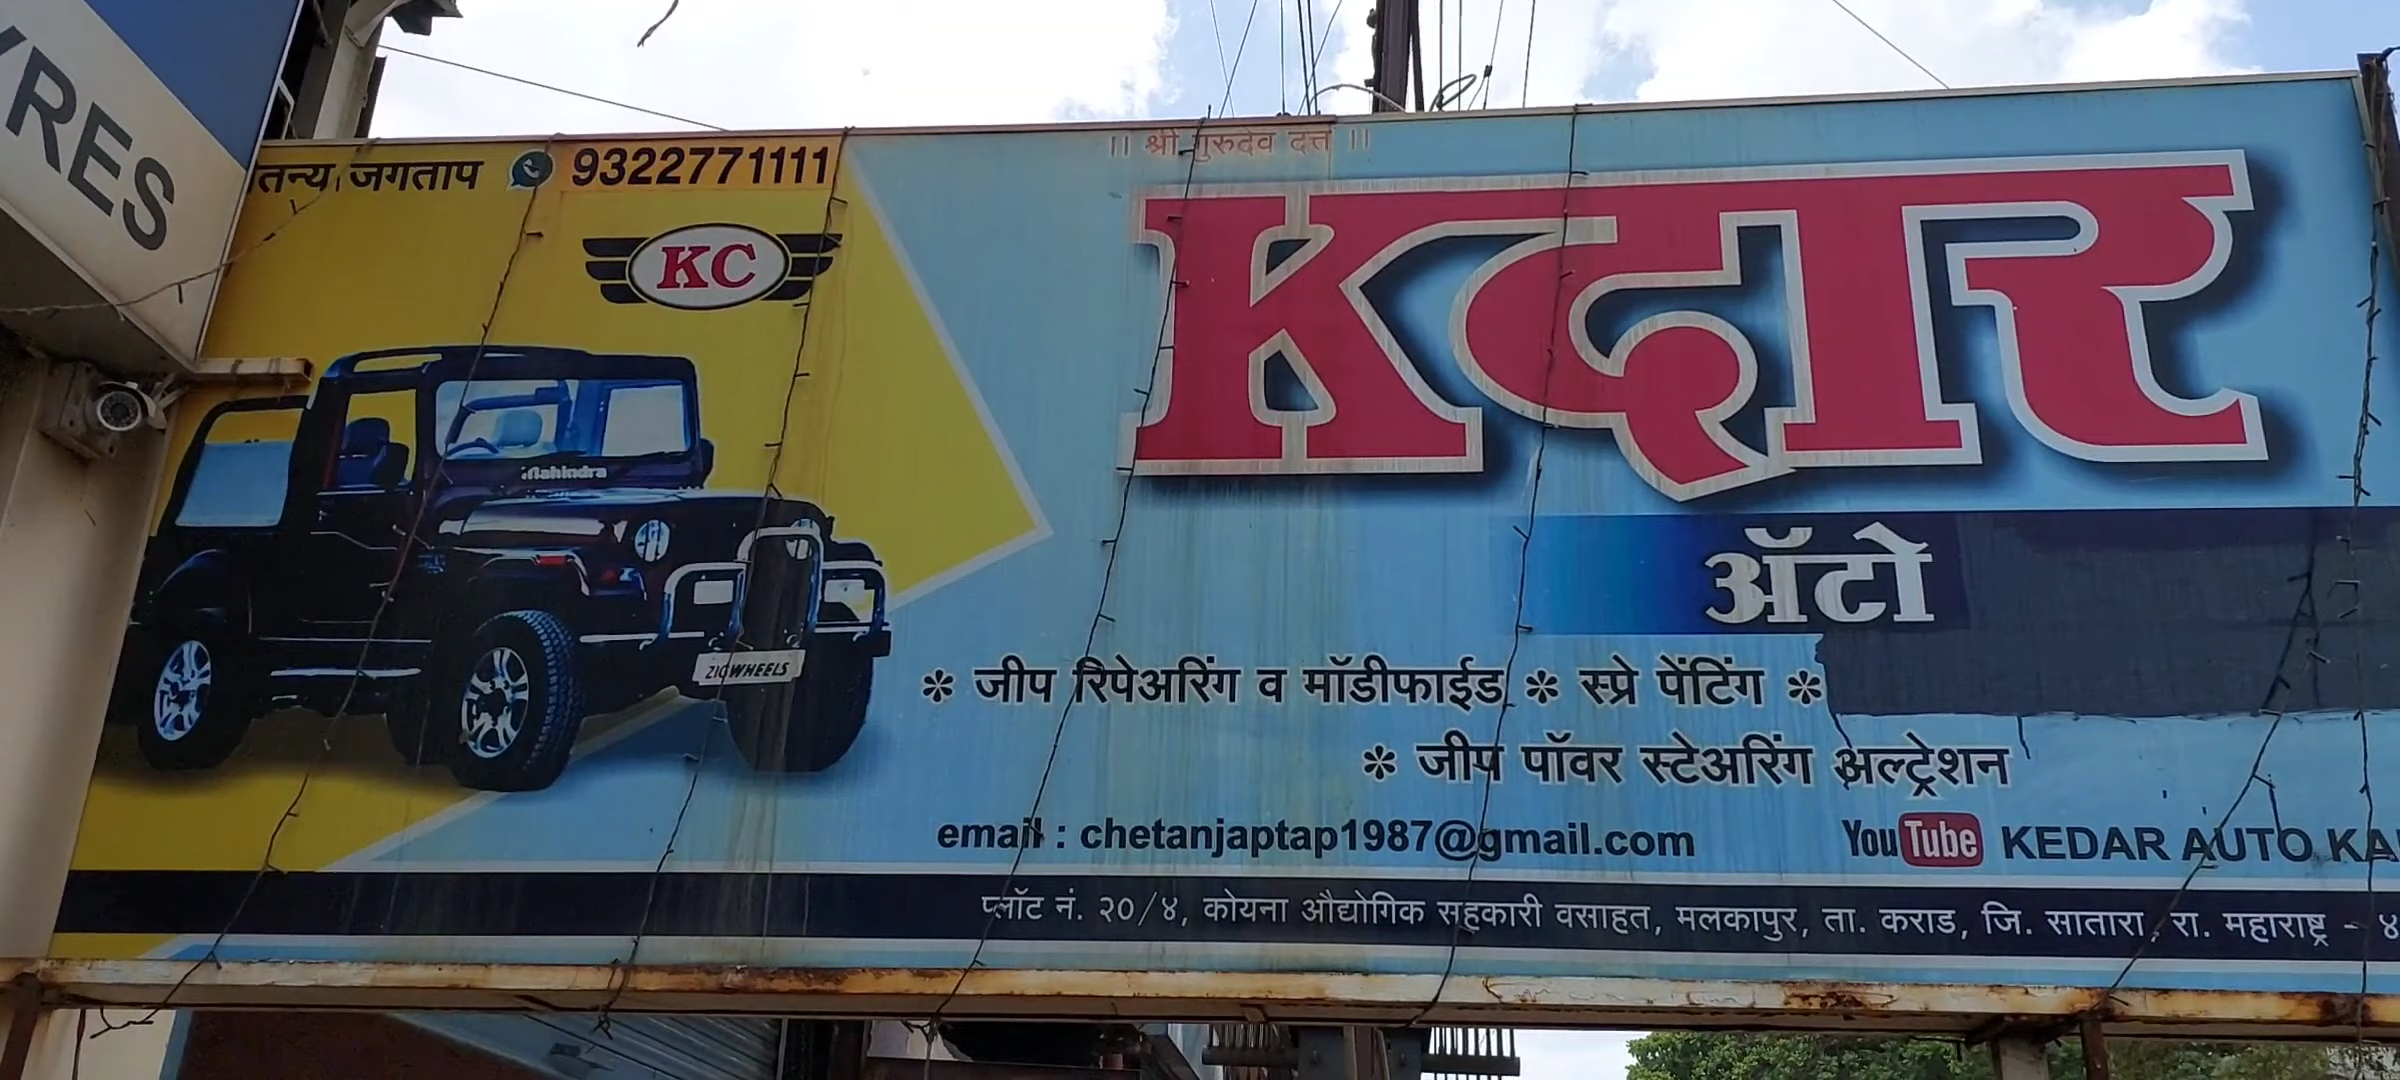 YRES
तन्य जगताप 9322771111
।। श्री गुरुदेव दत्त ।।
KC
Kदार
ॲटो
Mahindra
ZIGWHEELS
* जीप रिपेअरिंग व मॉडीफाईड * स्प्रे पेंटिंग *
* जीप पॉवर स्टेअरिंग अल्ट्रेशन
email : chetanjaptap1987@gmail.com YouTube KEDAR AUTO KA
प्लॉट नं. २०/४, कोयना औद्योगिक सहकारी वसाहत, मलकापुर, ता. कराड, जि. सातारा, रा. महाराष्ट्र - ४